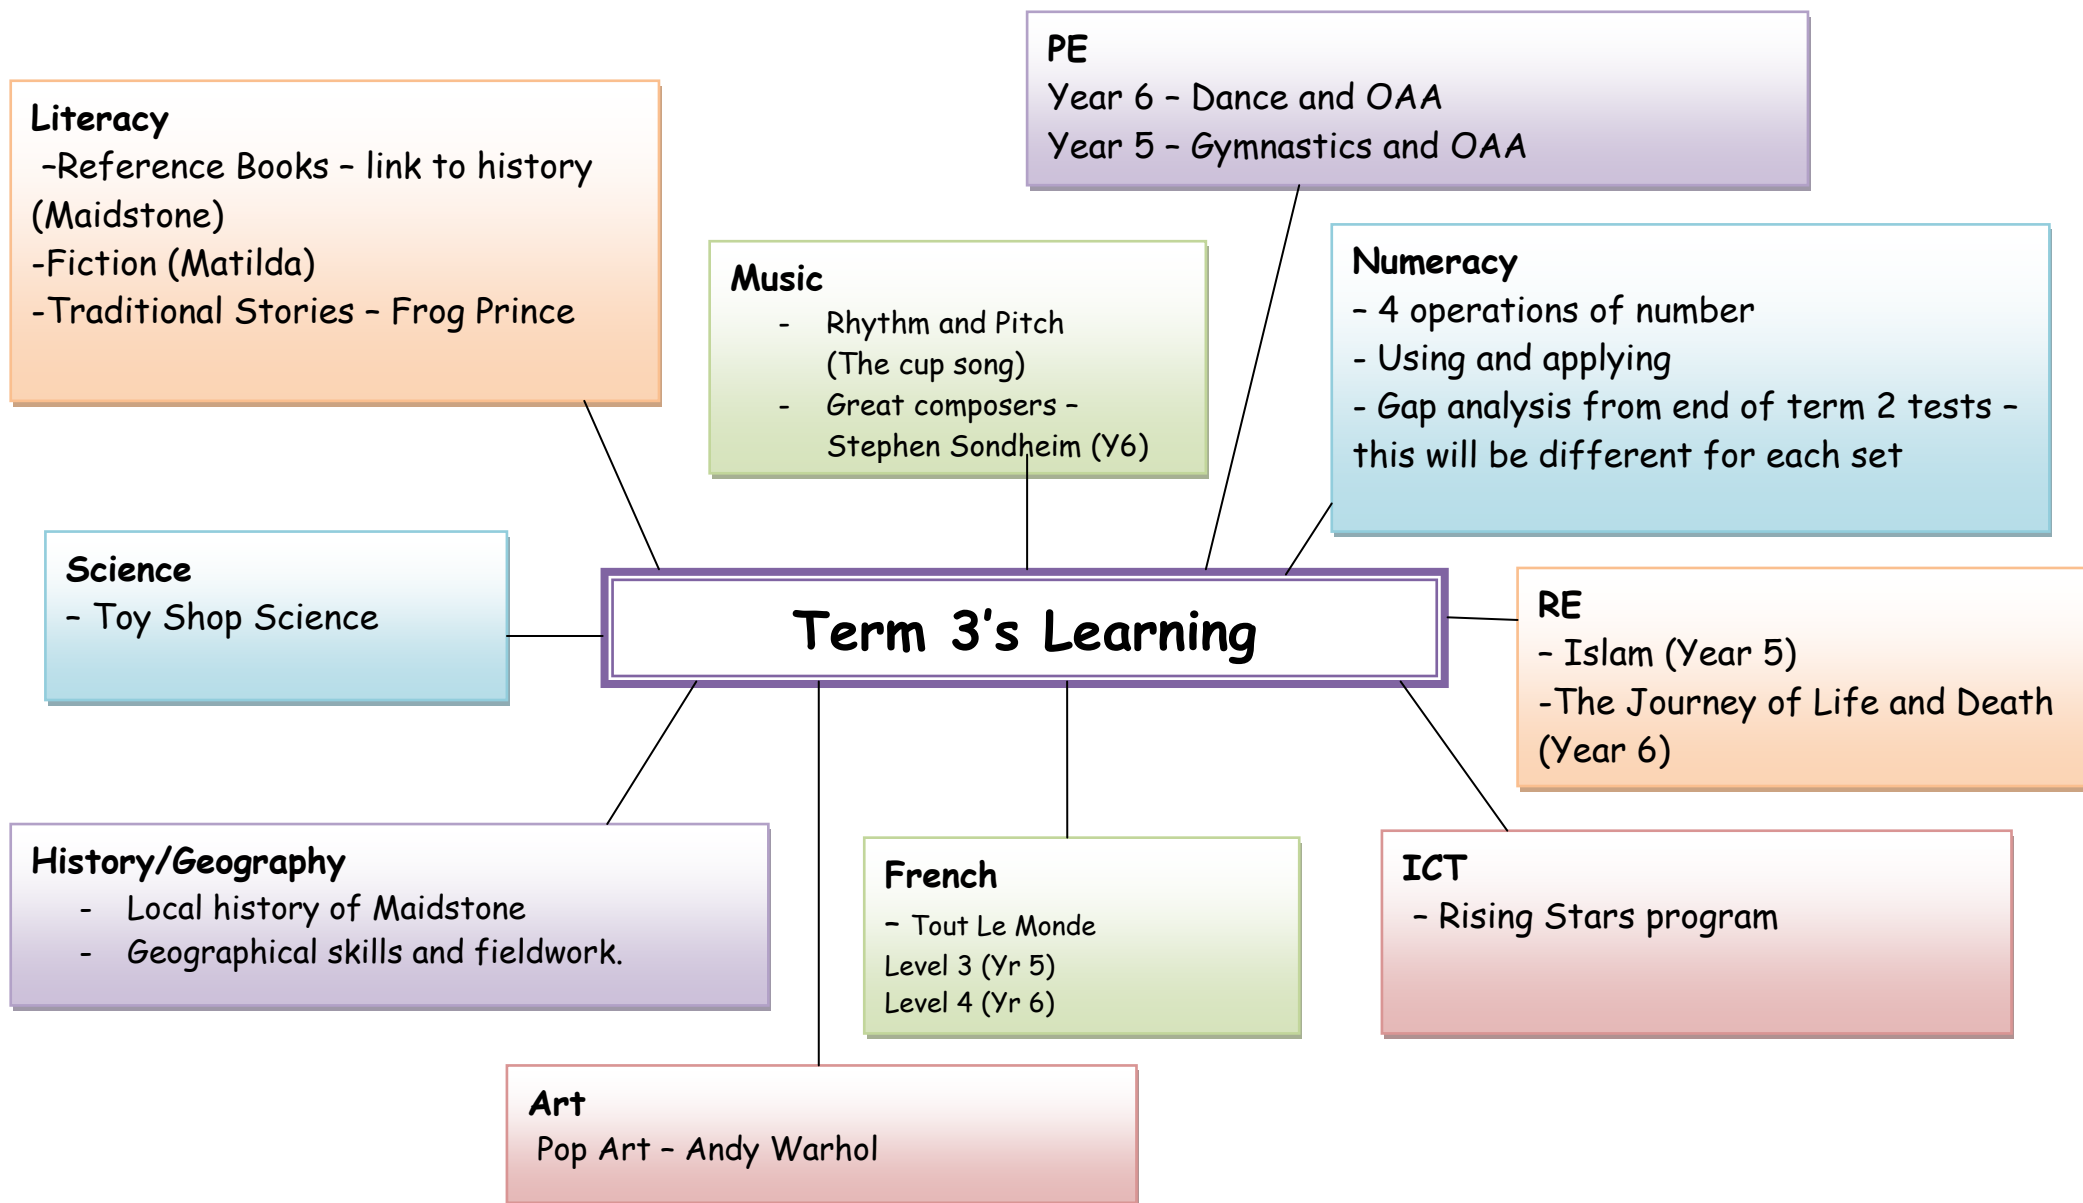 PE
Year 6 – Dance and OAA
Year 5 – Gymnastics and OAA
Literacy
–Reference Books – link to history
(Maidstone)
-Fiction (Matilda)
-Traditional Stories – Frog Prince
Music
- Rhythm and Pitch
(The cup song)
- Great composers –
Stephen Sondheim (Y6)
Numeracy
– 4 operations of number
- Using and applying
- Gap analysis from end of term 2 tests –
this will be different for each set
Science
– Toy Shop Science
Term 3's Learning
RE
– Islam (Year 5)
-The Journey of Life and Death
(Year 6)
History/Geography
- Local history of Maidstone
- Geographical skills and fieldwork.
French
– Tout Le Monde
Level 3 (Yr 5)
Level 4 (Yr 6)
ICT
– Rising Stars program
Art
Pop Art – Andy Warhol